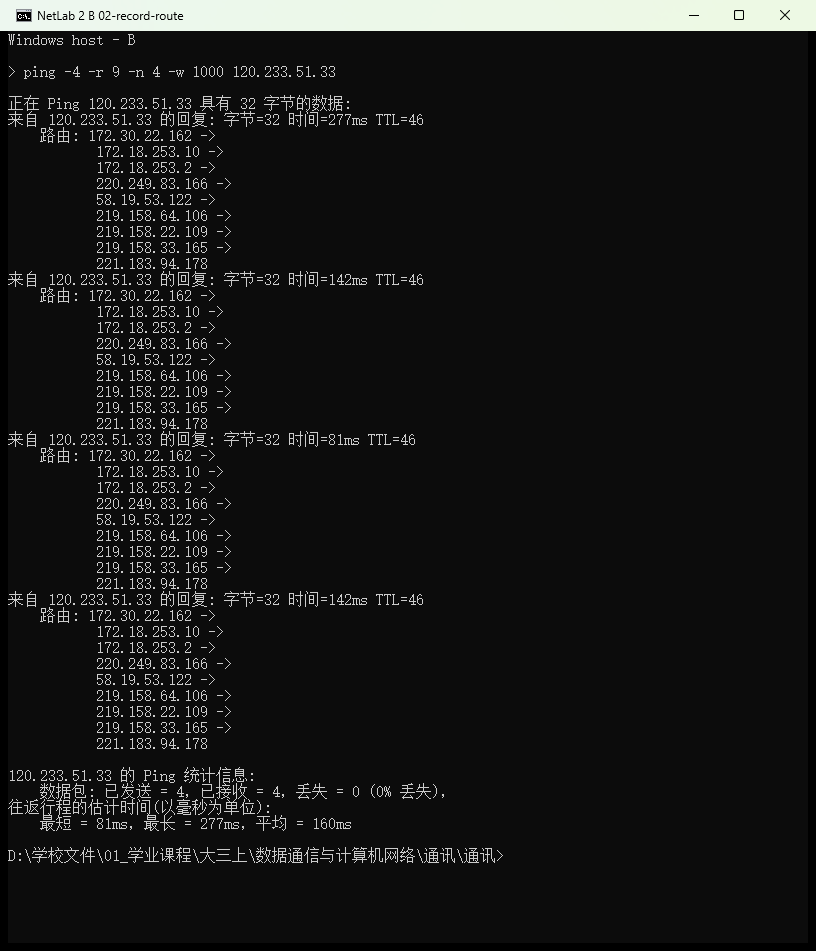 NetLab 2 B 02-record-route
Windows host - B
> ping -4 -r 9 -n 4 -w 1000 120.233.51.33
正在 Ping 120.233.51.33 具有 32 字节的数据:
来自 120.233.51.33 的回复: 字节=32 时间=277ms TTL=46
路由: 172.30.22.162 ->
172.18.253.10 ->
172.18.253.2 ->
220.249.83.166 ->
58.19.53.122 ->
219.158.64.106 ->
219.158.22.109 ->
219.158.33.165 ->
221.183.94.178
来自 120.233.51.33 的回复: 字节=32 时间=142ms TTL=46
路由: 172.30.22.162 ->
172.18.253.10 ->
172.18.253.2 ->
220.249.83.166 ->
58.19.53.122 ->
219.158.64.106 ->
219.158.22.109 ->
219.158.33.165 ->
221.183.94.178
来自 120.233.51.33 的回复: 字节=32 时间=81ms TTL=46
路由: 172.30.22.162 ->
172.18.253.10 ->
172.18.253.2 ->
220.249.83.166 ->
58.19.53.122 ->
219.158.64.106 ->
219.158.22.109 ->
219.158.33.165 ->
221.183.94.178
来自 120.233.51.33 的回复: 字节=32 时间=142ms TTL=46
路由: 172.30.22.162 ->
172.18.253.10 ->
172.18.253.2 ->
220.249.83.166 ->
58.19.53.122 ->
219.158.64.106 ->
219.158.22.109 ->
219.158.33.165 ->
221.183.94.178
120.233.51.33 的 Ping 统计信息:
数据包: 已发送 = 4, 已接收 = 4, 丢失 = 0 (0% 丢失),
往返行程的估计时间(以毫秒为单位):
最短 = 81ms, 最长 = 277ms, 平均 = 160ms
D:\学校文件\01_学业课程\大三上\数据通信与计算机网络\通讯\通讯>